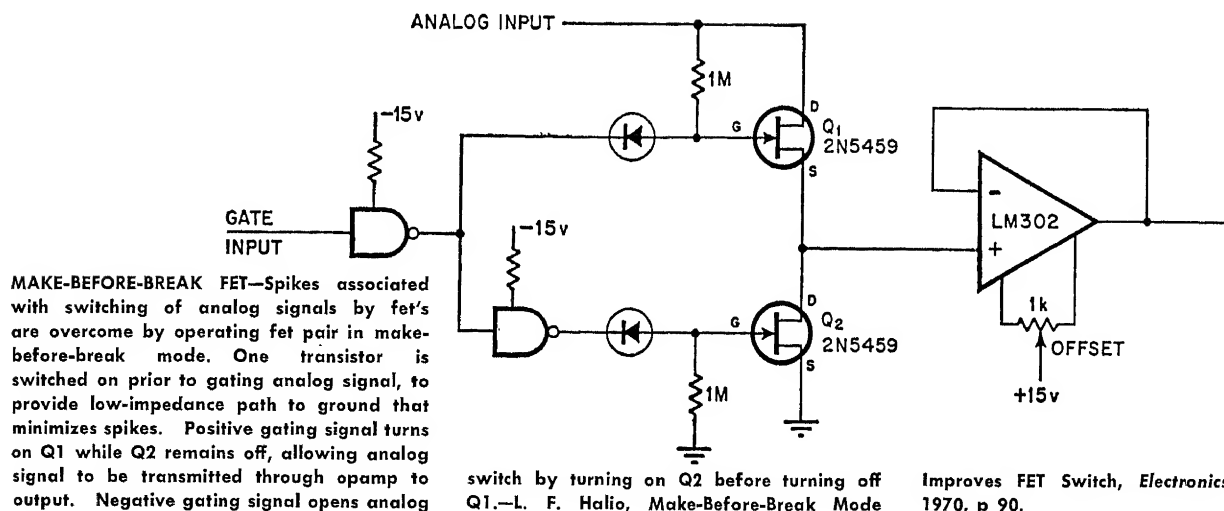 ANALOG INPUT
1M
-15v
D
G
Q1
2N5459
S
GATE
INPUT
-15v
-
LM302
+
D
G
Q2
2N5459
S
1M
1k
OFFSET
+15v
MAKE-BEFORE-BREAK FET—Spikes associated
with switching of analog signals by fet's
are overcome by operating fet pair in make-
before-break mode. One transistor is
switched on prior to gating analog signal, to
provide low-impedance path to ground that
minimizes spikes. Positive gating signal turns
on Q1 while Q2 remains off, allowing analog
signal to be transmitted through opamp to
output. Negative gating signal opens analog
switch by turning on Q2 before turning off
Q1.—L. F. Halio, Make-Before-Break Mode
Improves FET Switch, Electronics
1970, p 90.